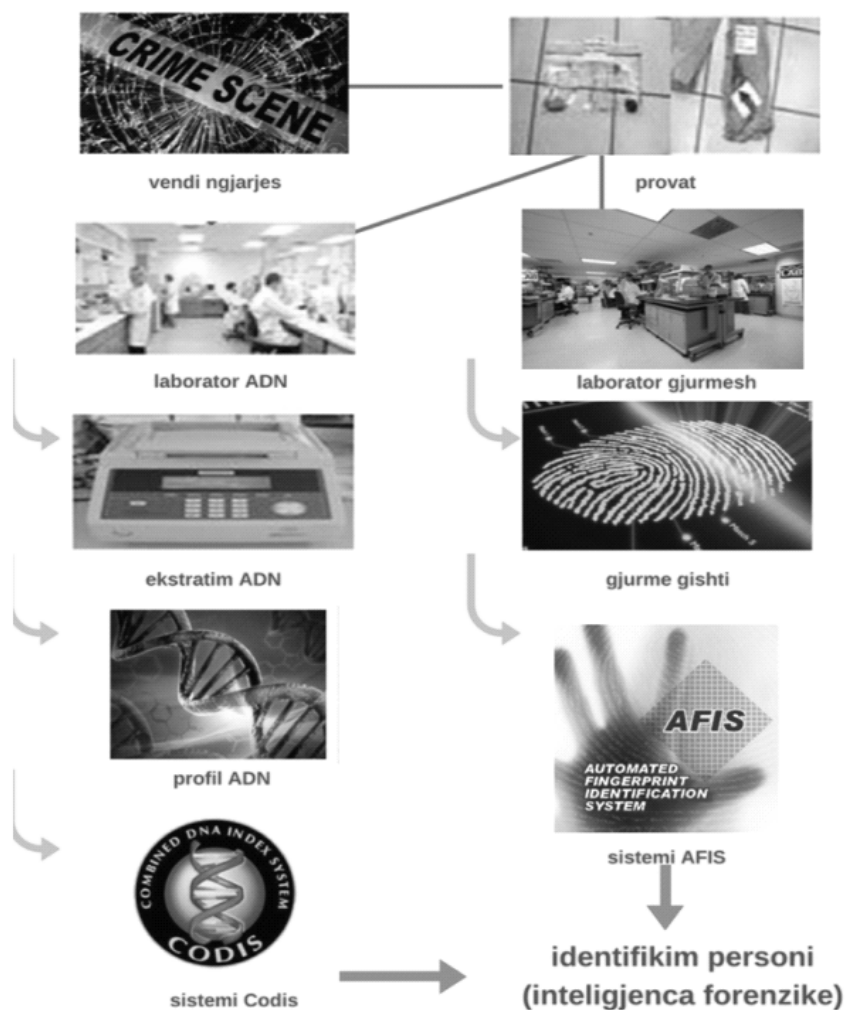 CRIME SCENE
vendi ngjarjes
provat
laborator ADN
laborator gjurmesh
ekstratim ADN
gjurme gishti
profil ADN
AFIS
AUTOMATED
FINGERPRINT
IDENTIFICATION
SYSTEM
sistemi AFIS
COMBINED DNA INDEX SYSTEM
CODIS
sistemi Codis
identifikim personi
(inteligjenca forenzike)